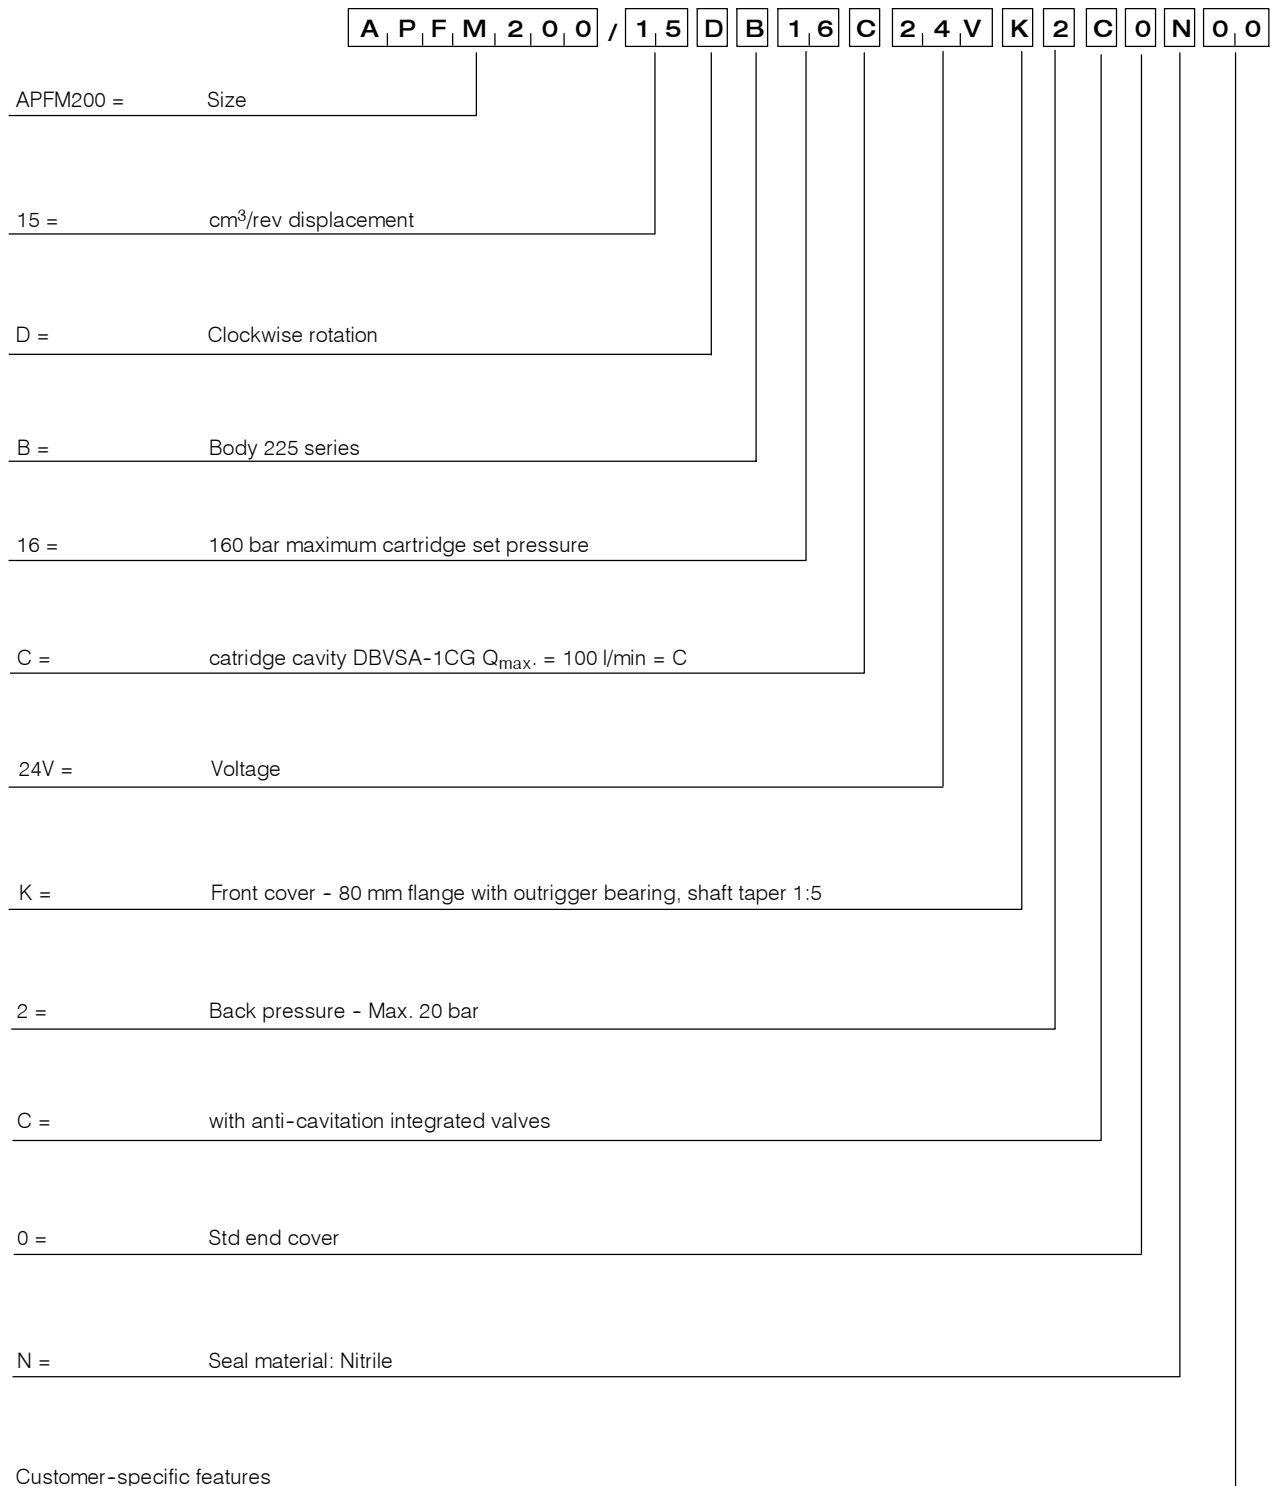 APFM200/15DB16C24VK2C0N00
APFM200 = Size
15 = cm³/rev displacement
D = Clockwise rotation
B = Body 225 series
16 = 160 bar maximum cartridge set pressure
C = catridge cavity DBVSA-1CG Qmax. = 100 l/min = C
24V = Voltage
K = Front cover - 80 mm flange with outrigger bearing, shaft taper 1:5
2 = Back pressure - Max. 20 bar
C = with anti-cavitation integrated valves
0 = Std end cover
N = Seal material: Nitrile
Customer-specific features